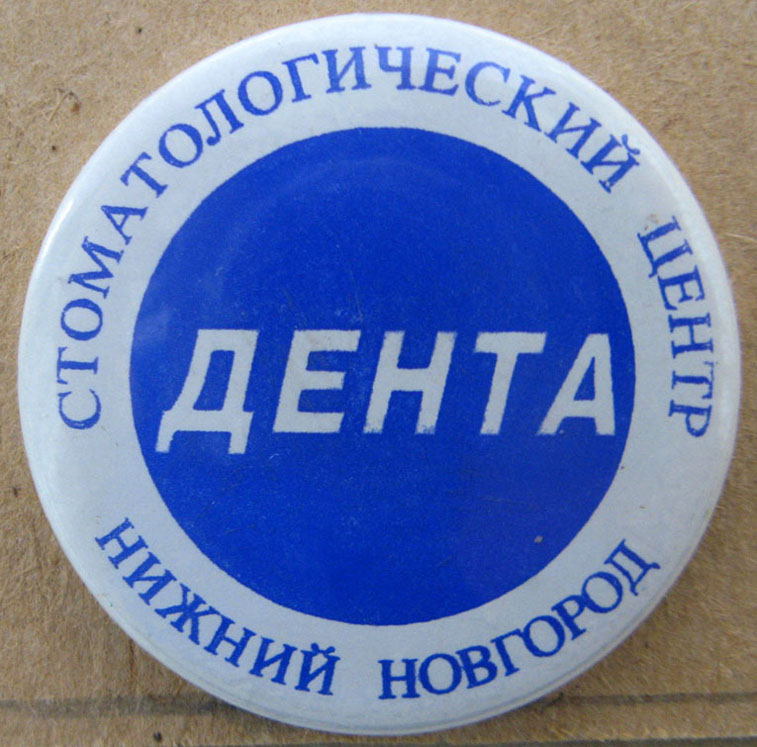 СТОМАТОЛОГИЧЕСКИЙ ЦЕНТР
ДЕНТА
НИЖНИЙ НОВГОРОД